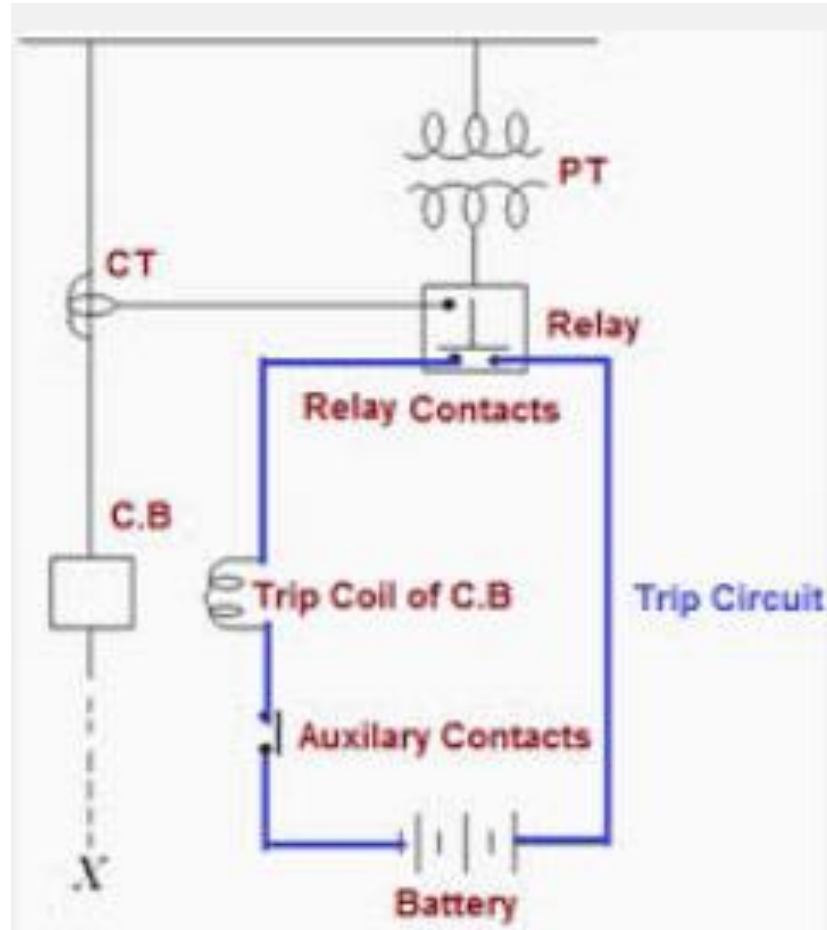 PT
CT
Relay
Relay Contacts
C.B
Trip Coil of C.B
Trip Circuit
Auxilary Contacts
X
Battery